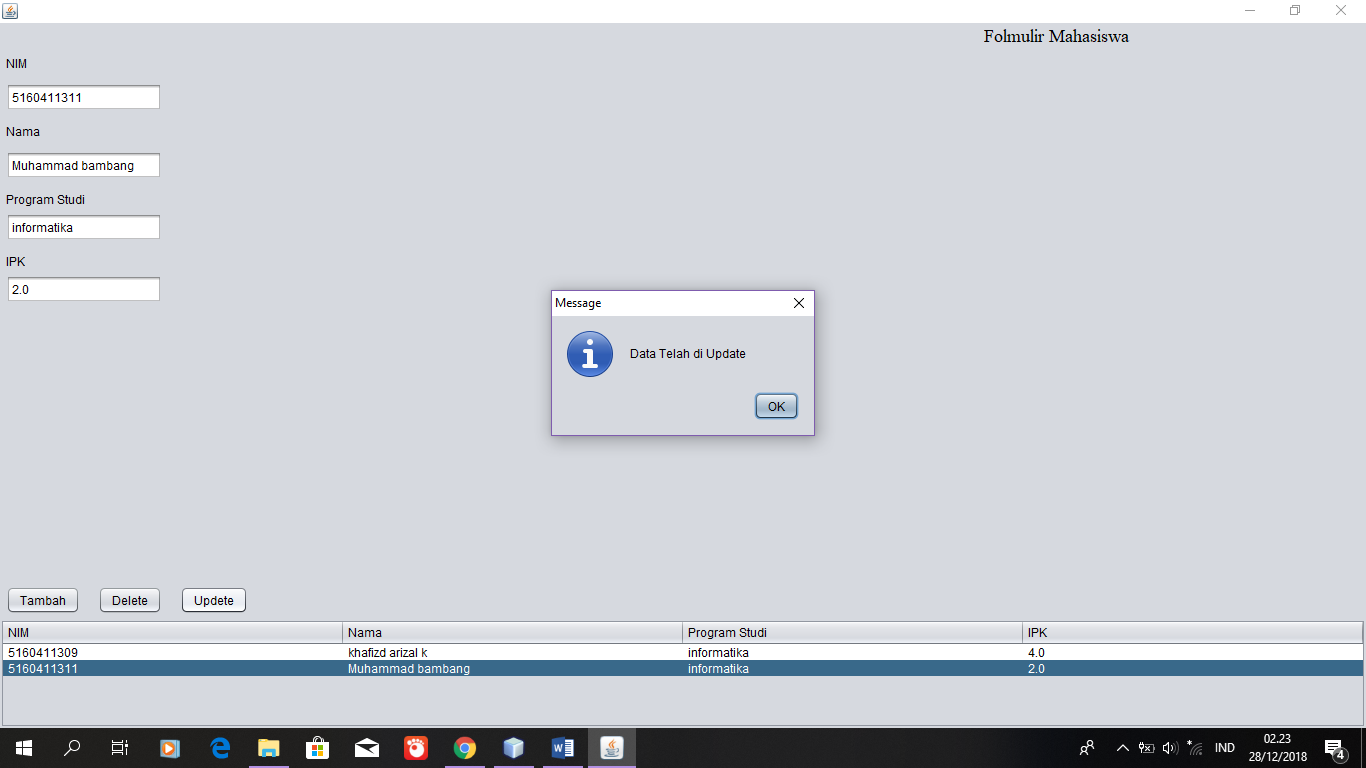 Folmulir Mahasiswa
NIM
5160411311
Nama
Muhammad bambang
Program Studi
informatika
IPK
2.0
Message
Data Telah di Update
OK
Tambah Delete Updete
NIM Nama Program Studi IPK
5160411309 khafizd arizal k informatika 4.0
5160411311 Muhammad bambang informatika 2.0
IND
02.23
28/12/2018
4